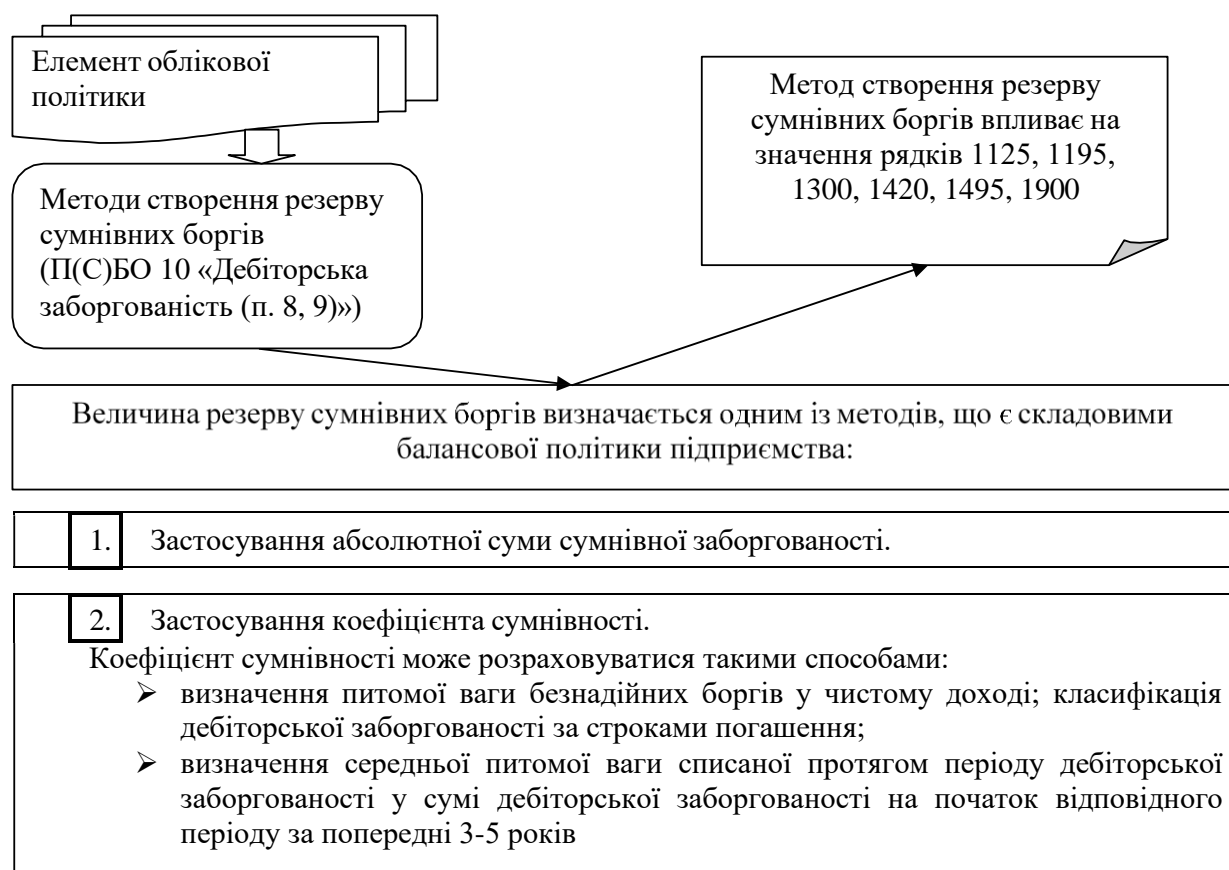 Елемент облікової
політики
Метод створення резерву
сумнівних боргів впливає на
значення рядків 1125, 1195,
1300, 1420, 1495, 1900
Методи створення резерву
сумнівних боргів
(П(С)БО 10 «Дебіторська
заборгованість (п. 8, 9)»)
Величина резерву сумнівних боргів визначається одним із методів, що є складовими
балансової політики підприємства:
1. Застосування абсолютної суми сумнівної заборгованості.
2. Застосування коефіцієнта сумнівності.
Коефіцієнт сумнівності може розраховуватися такими способами:
➢ визначення питомої ваги безнадійних боргів у чистому доході; класифікація
дебіторської заборгованості за строками погашення;
➢ визначення середньої питомої ваги списаної протягом періоду дебіторської
заборгованості у сумі дебіторської заборгованості на початок відповідного
періоду за попередні 3-5 років